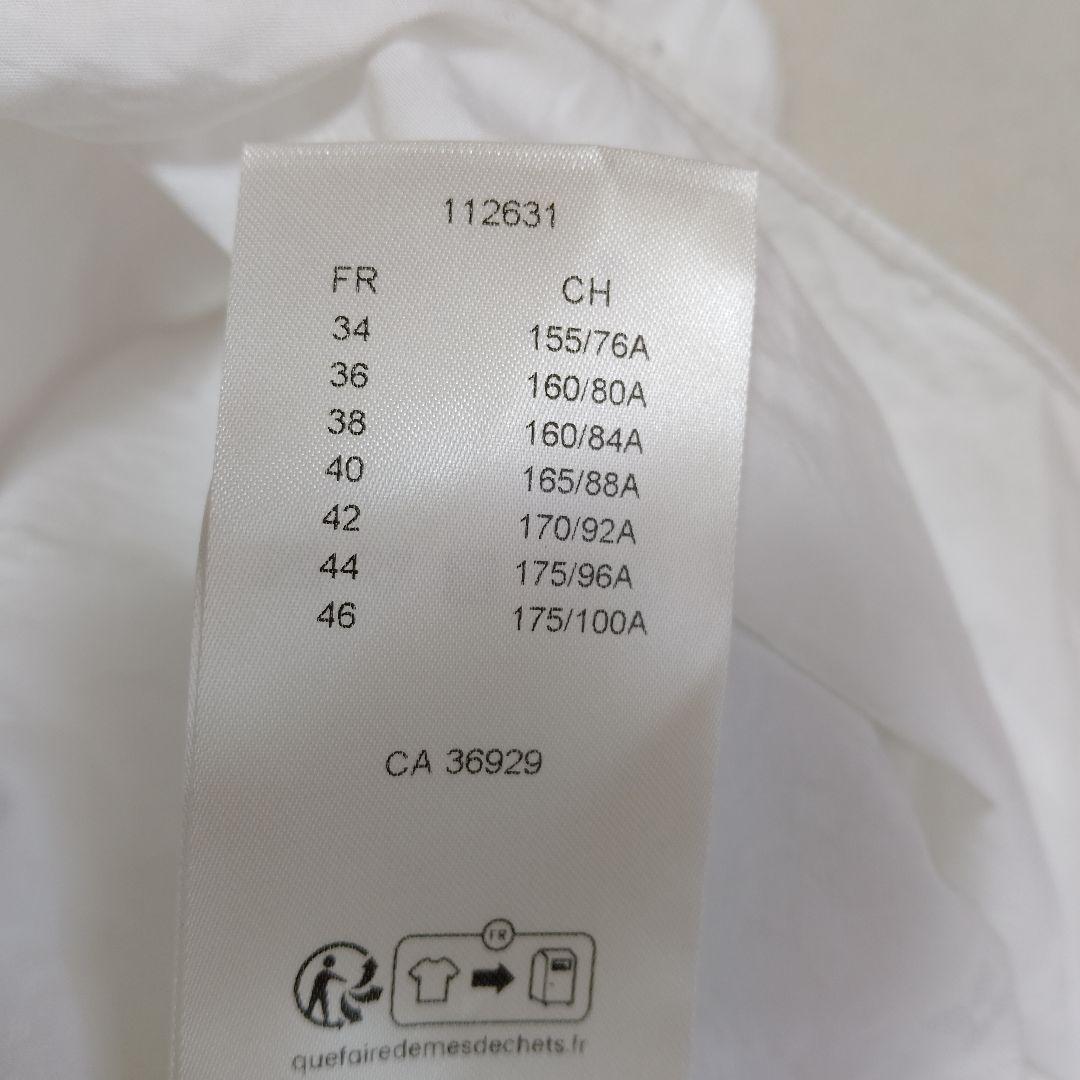 112631
FR CH
34 155/76A
36 160/80A
38 160/84A
40 165/88A
42 170/92A
44 175/96A
46 175/100A
CA 36929
FR
quefairedemesdechets.fr